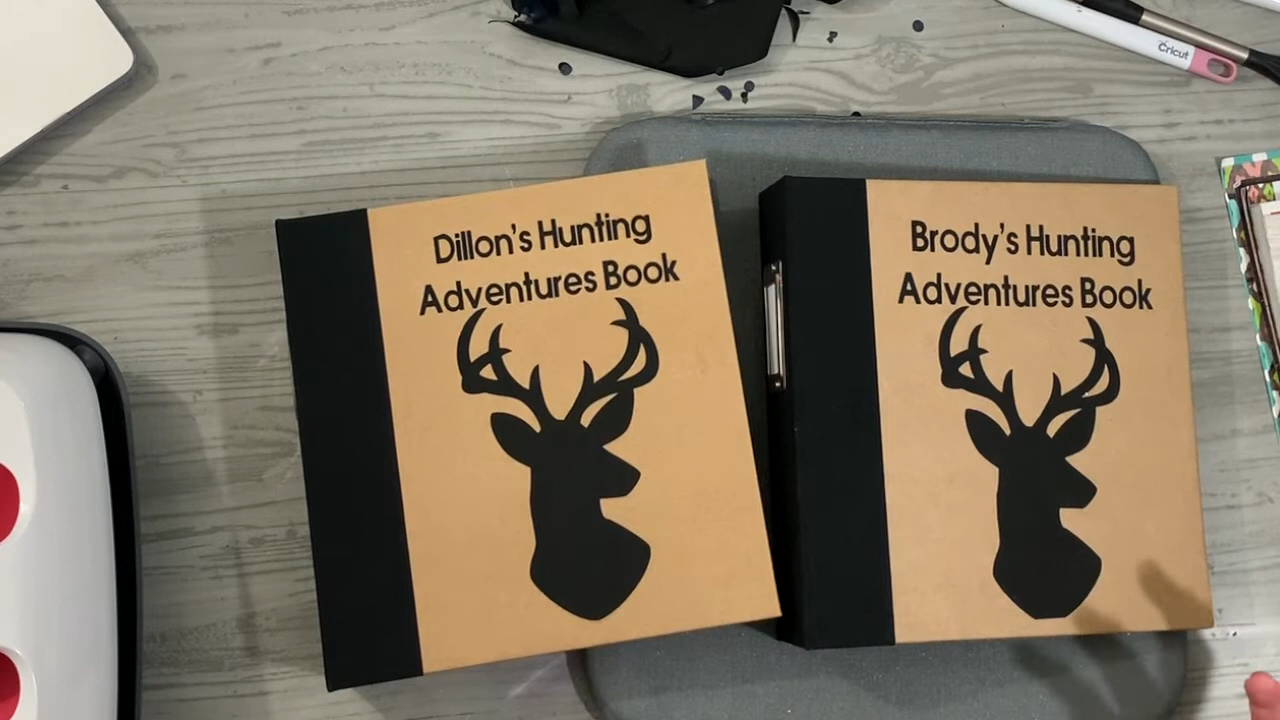 Cricut
Dillon's Hunting
Adventures Book
Brody's Hunting
Adventures Book